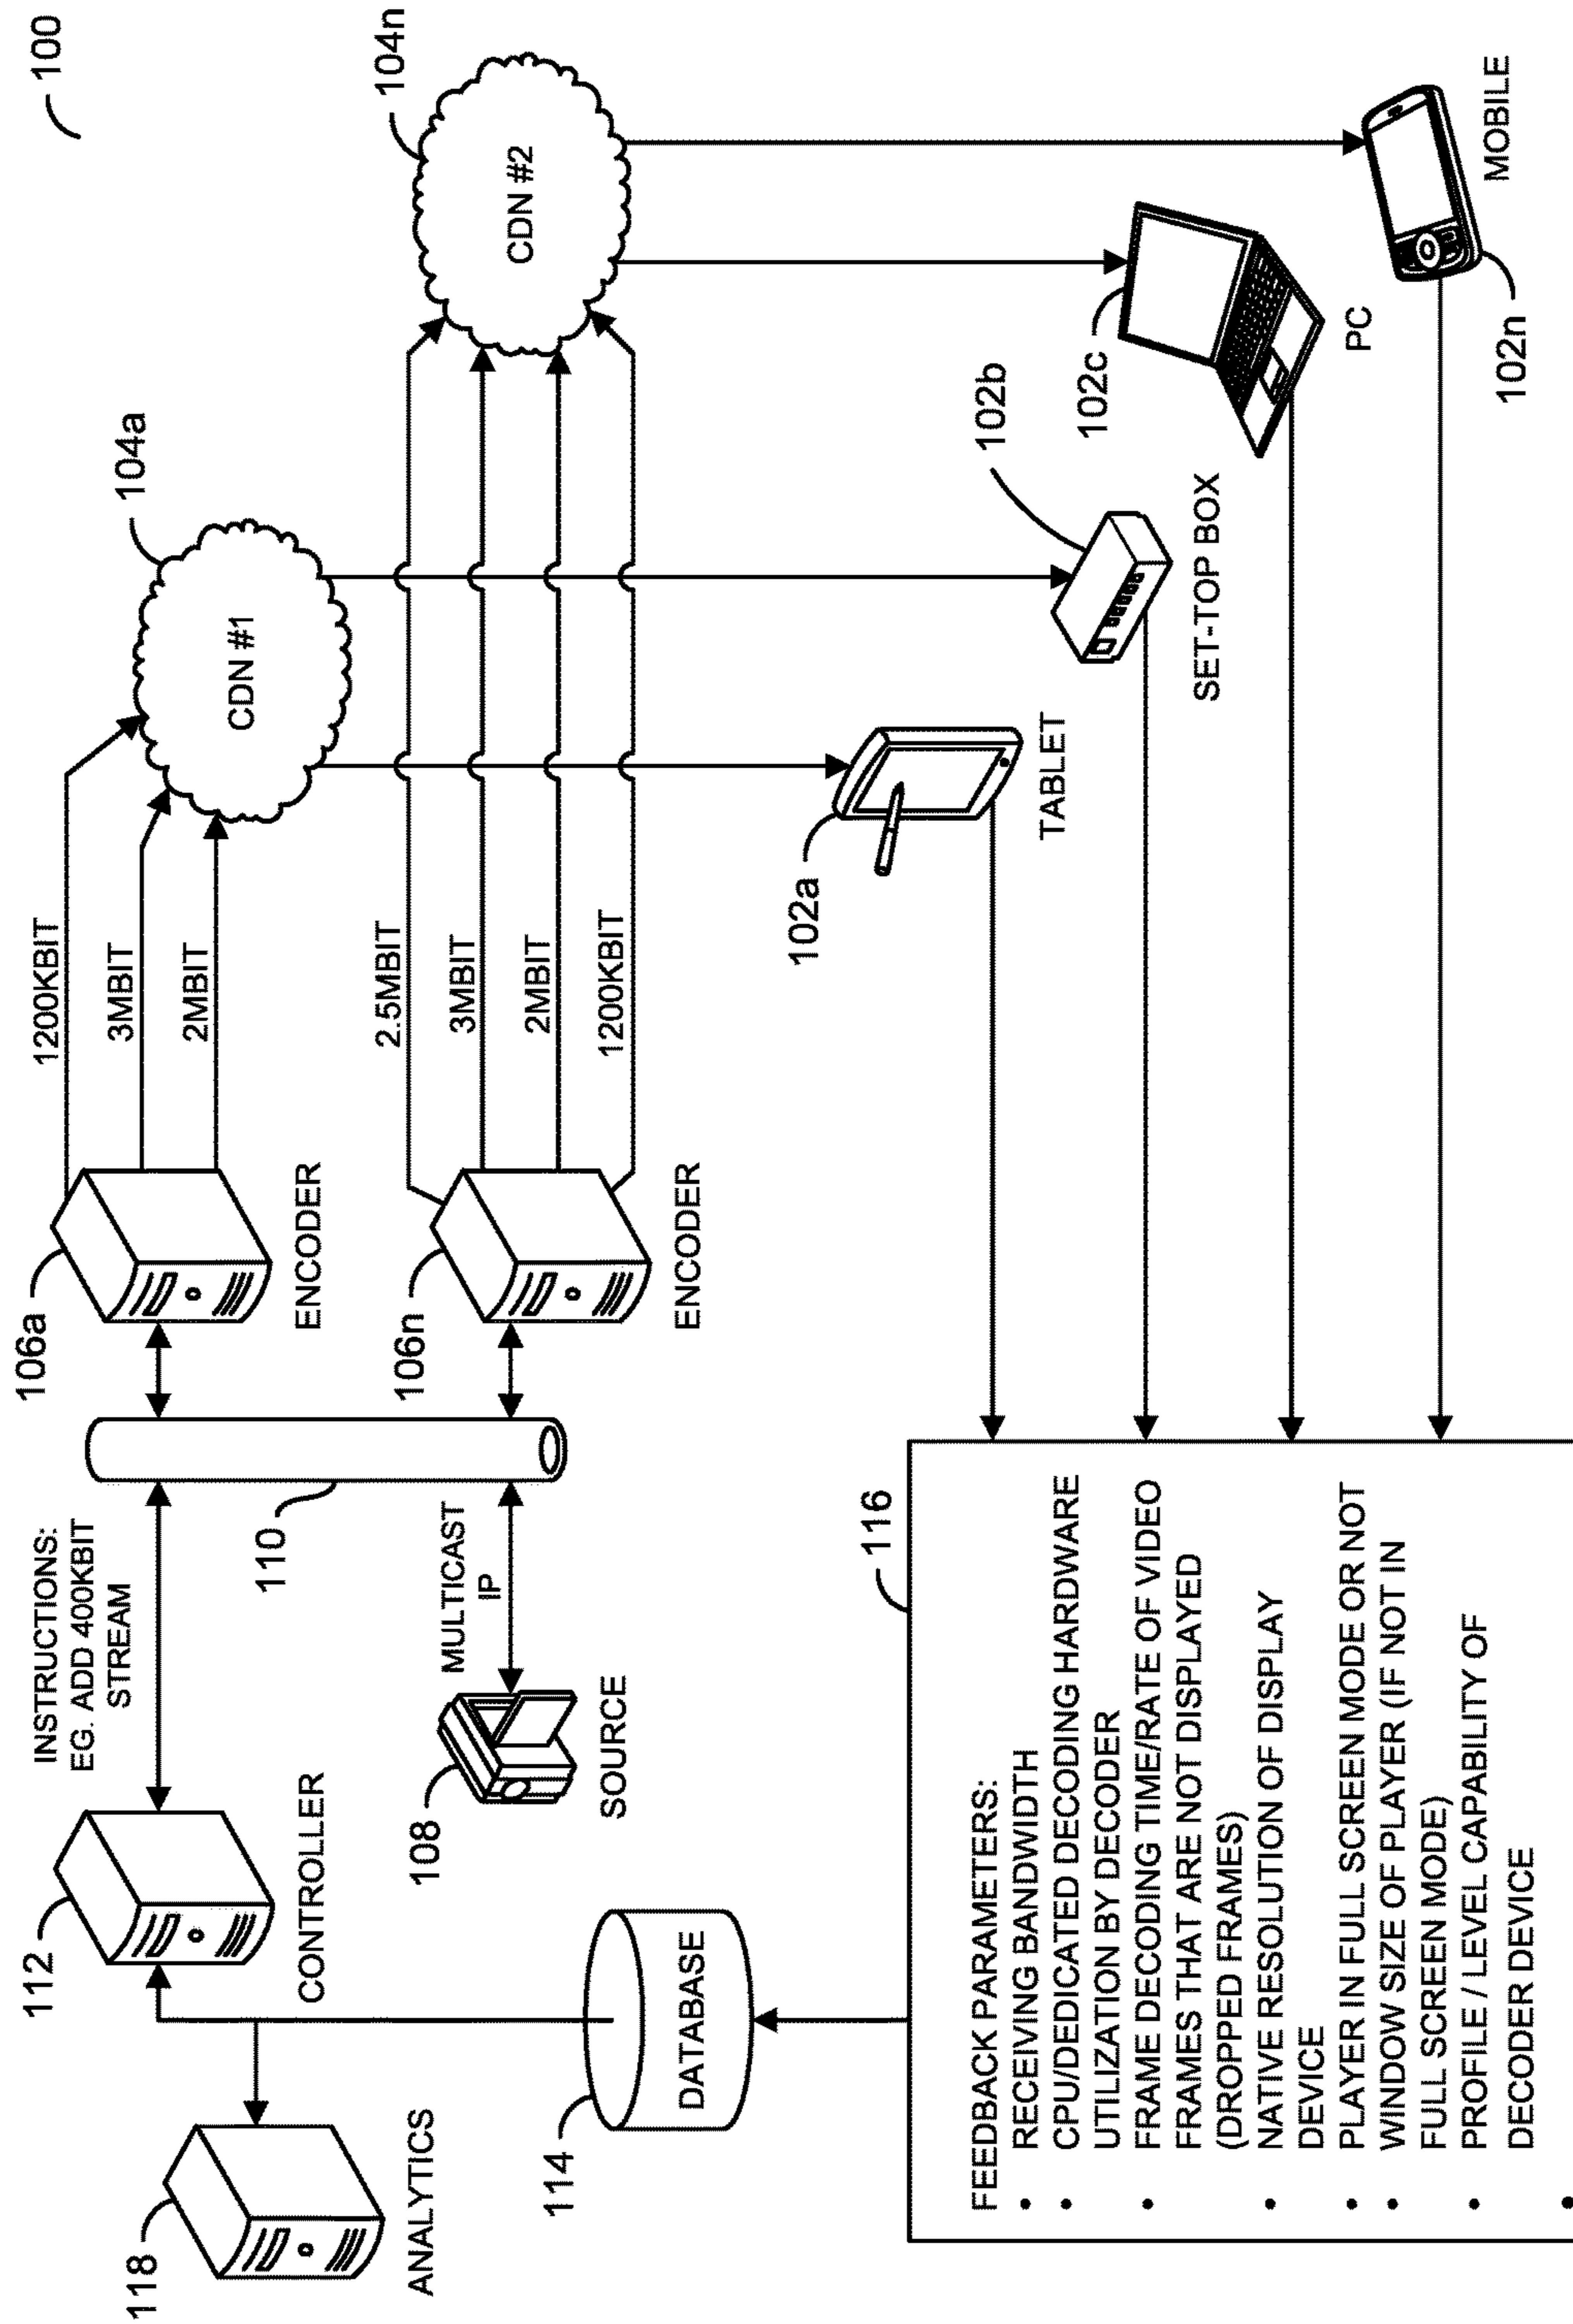 100
104n
CDN #2
104a
CDN #1
1200KBIT
3MBIT
2MBIT
2.5MBIT
3MBIT
2MBIT
1200KBIT
106a
ENCODER
106n
ENCODER
110
INSTRUCTIONS:
EG. ADD 400KBIT
STREAM
MULTICAST
IP
112
CONTROLLER
108
SOURCE
118
ANALYTICS
114
DATABASE
102a
TABLET
102b
SET-TOP BOX
102c
PC
102n
MOBILE
116
FEEDBACK PARAMETERS:
• RECEIVING BANDWIDTH
• CPU/DEDICATED DECODING HARDWARE
UTILIZATION BY DECODER
• FRAME DECODING TIME/RATE OF VIDEO
FRAMES THAT ARE NOT DISPLAYED
(DROPPED FRAMES)
• NATIVE RESOLUTION OF DISPLAY
DEVICE
• PLAYER IN FULL SCREEN MODE OR NOT
• WINDOW SIZE OF PLAYER (IF NOT IN
FULL SCREEN MODE)
• PROFILE / LEVEL CAPABILITY OF
DECODER DEVICE
•